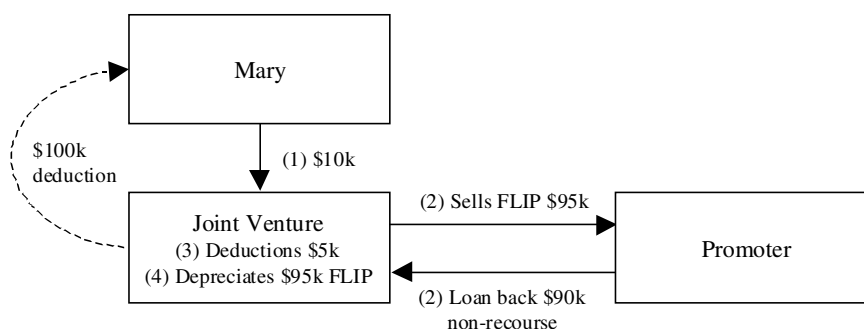 Mary
$100k
deduction
(1) $10k
Joint Venture
(3) Deductions $5k
(4) Depreciates $95k FLIP
(2) Sells FLIP $95k
Promoter
(2) Loan back $90k
non-recourse